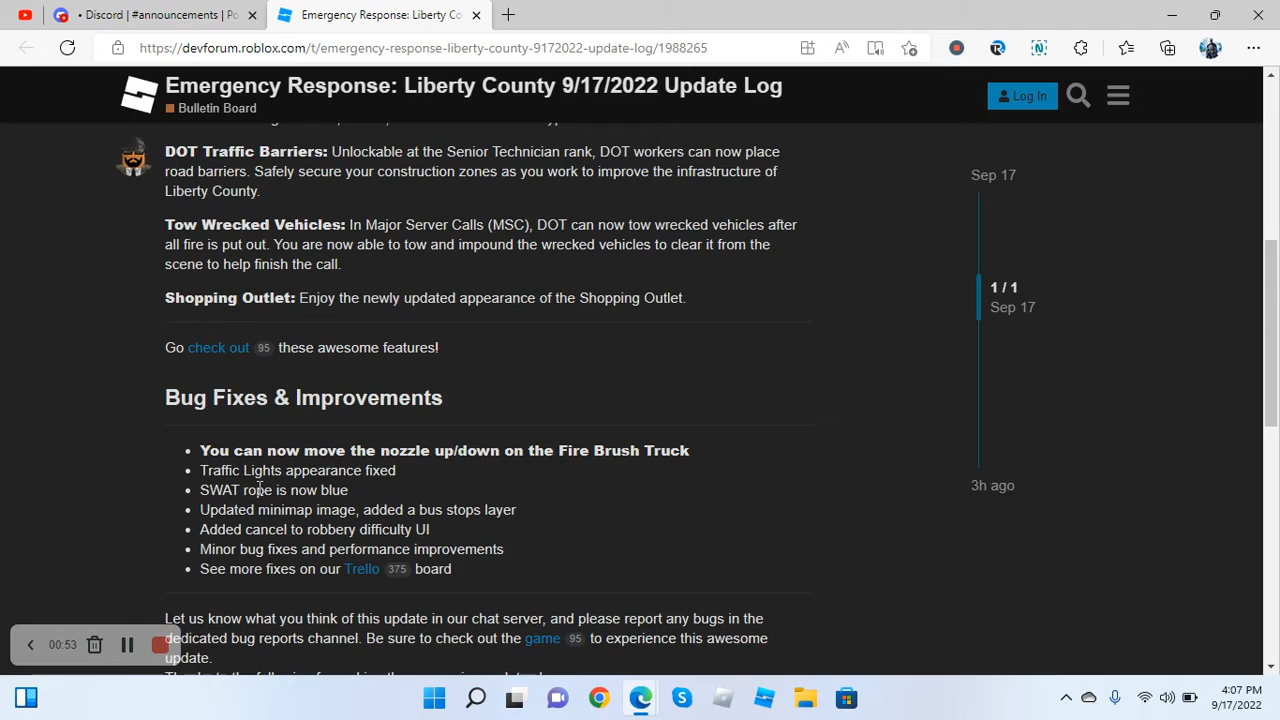 • Discord | #announcements | Po
Emergency Response: Liberty Co
https://devforum.roblox.com/t/emergency-response-liberty-county-9172022-update-log/1988265
Emergency Response: Liberty County 9/17/2022 Update Log
Bulletin Board
Log In
DOT Traffic Barriers: Unlockable at the Senior Technician rank, DOT workers can now place
road barriers. Safely secure your construction zones as you work to improve the infrastructure of
Liberty County.
Tow Wrecked Vehicles: In Major Server Calls (MSC), DOT can now tow wrecked vehicles after
all fire is put out. You are now able to tow and impound the wrecked vehicles to clear it from the
scene to help finish the call.
Shopping Outlet: Enjoy the newly updated appearance of the Shopping Outlet.
Go check out 95 these awesome features!
Bug Fixes & Improvements
• You can now move the nozzle up/down on the Fire Brush Truck
• Traffic Lights appearance fixed
• SWAT rope is now blue
• Updated minimap image, added a bus stops layer
• Added cancel to robbery difficulty UI
• Minor bug fixes and performance improvements
• See more fixes on our Trello 375 board
Let us know what you think of this update in our chat server, and please report any bugs in the
dedicated bug reports channel. Be sure to check out the game 95 to experience this awesome
update.
Sep 17
1 / 1
Sep 17
3h ago
00:53
4:07 PM
9/17/2022